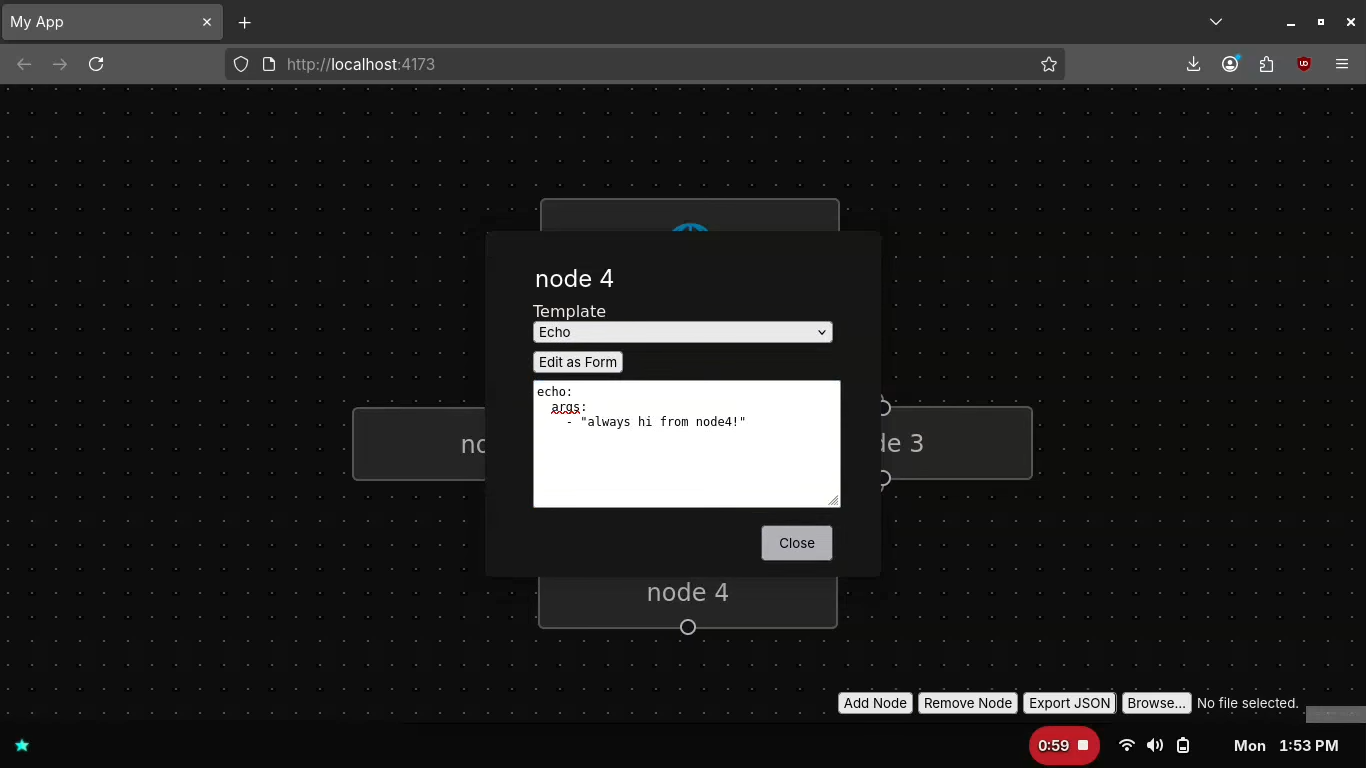 My App
http://localhost:4173
node 4
Template
Echo
Edit as Form
echo:
  args:
    - "always hi from node4!"
Close
de 3
node 4
Add Node Remove Node Export JSON Browse... No file selected.
0:59 Mon 1:53 PM